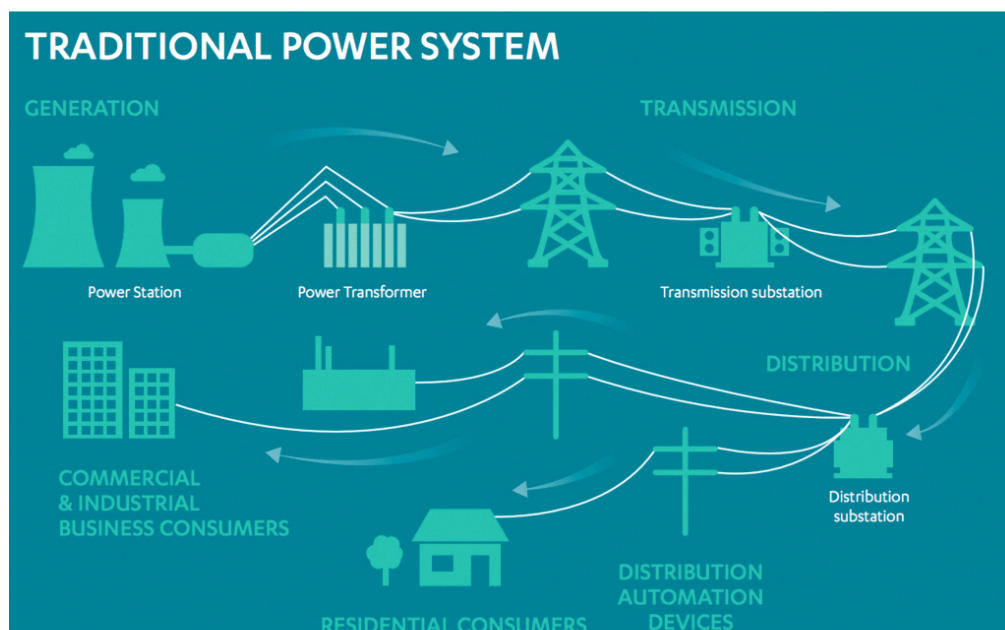 TRADITIONAL POWER SYSTEM
GENERATION
TRANSMISSION
Power Station
Power Transformer
Transmission substation
DISTRIBUTION
COMMERCIAL
& INDUSTRIAL
BUSINESS CONSUMERS
Distribution
substation
DISTRIBUTION
AUTOMATION
DEVICES
RESIDENTIAL CONSUMERS